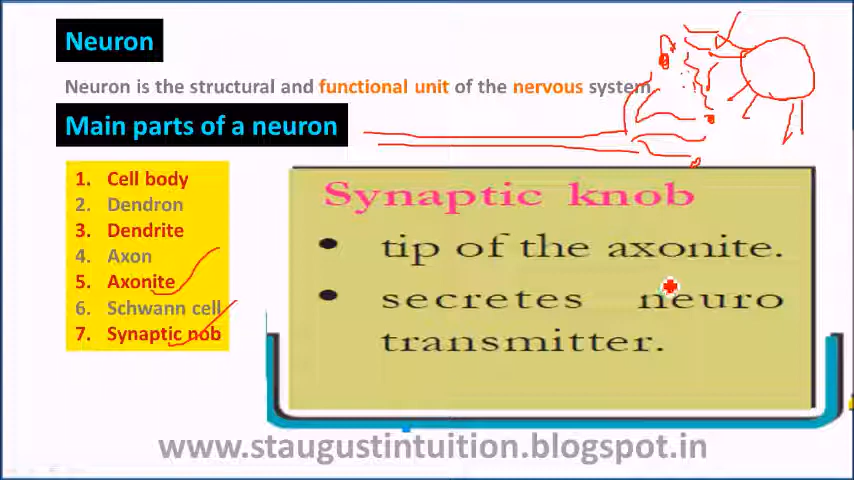 Neuron
Neuron is the structural and functional unit of the nervous system.
Main parts of a neuron
1. Cell body
2. Dendron
3. Dendrite
4. Axon
5. Axonite
6. Schwann cell
7. Synaptic nob
Synaptic knob
• tip of the axonite.
• secretes neuro
transmitter.
www.staugustintuition.blogspot.in